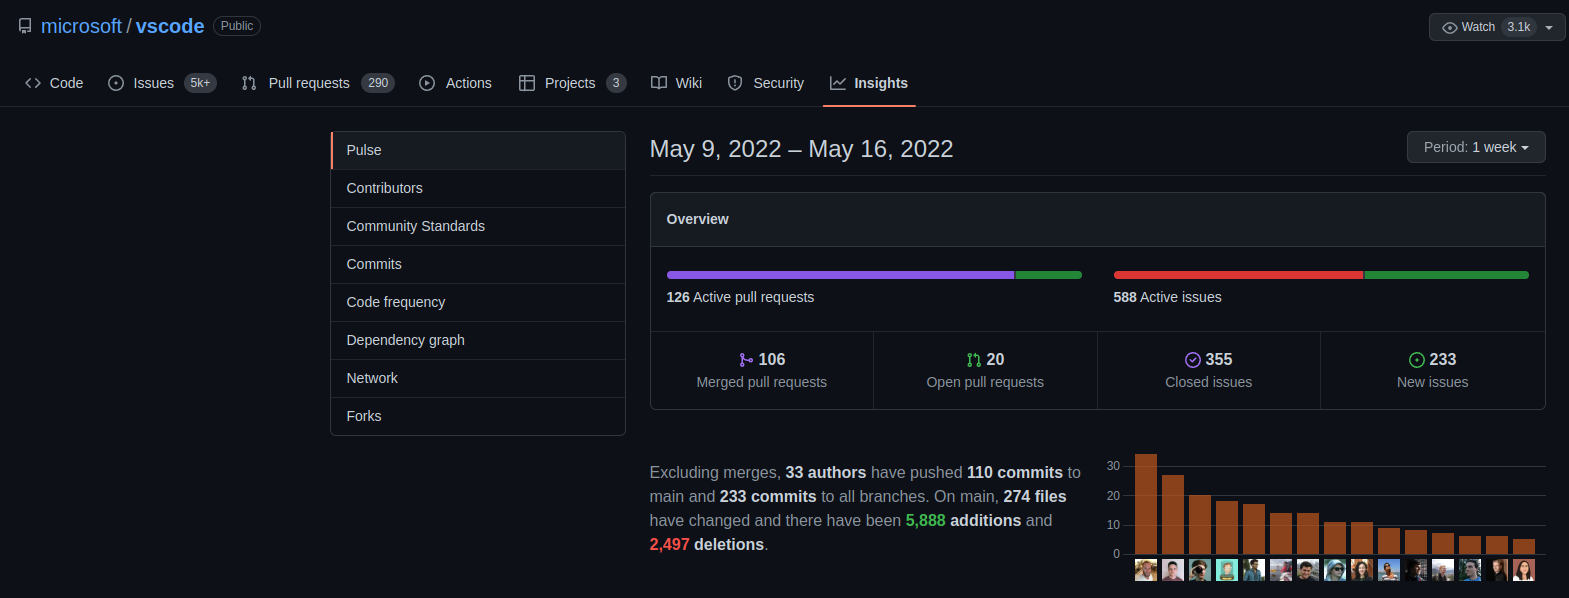 microsoft / vscode Public
Watch 3.1k
Code Issues 5k+ Pull requests 290 Actions Projects 3 Wiki Security Insights
Pulse
Contributors
Community Standards
Commits
Code frequency
Dependency graph
Network
Forks
May 9, 2022 – May 16, 2022
Period: 1 week
Overview
126 Active pull requests
588 Active issues
106
Merged pull requests
20
Open pull requests
355
Closed issues
233
New issues
Excluding merges, 33 authors have pushed 110 commits to
main and 233 commits to all branches. On main, 274 files
have changed and there have been 5,888 additions and
2,497 deletions.
30
20
10
0